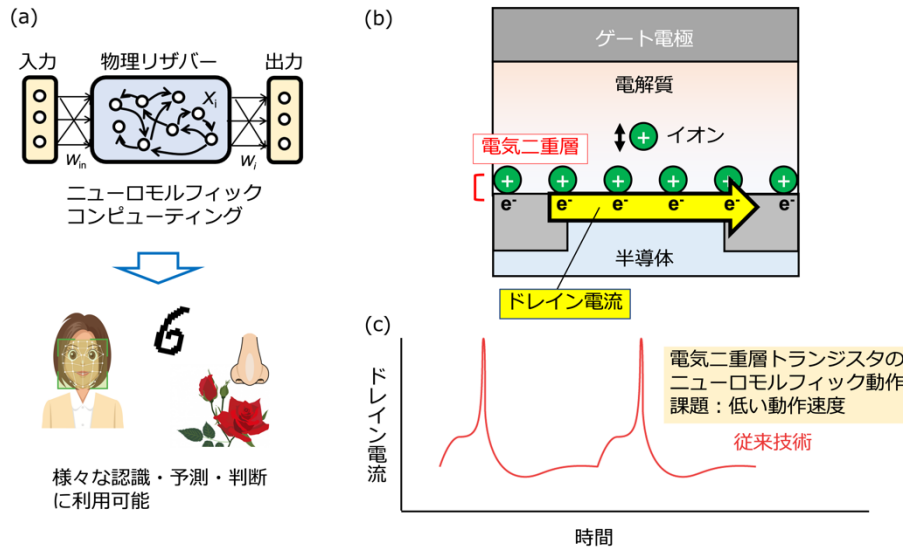 (a)
入力
物理リザバー
出力
Xi
Win
Wi
ニューロモルフィック
コンピューティング
6
様々な認識・予測・判断
に利用可能
(b)
ゲート電極
電解質
+ イオン
電気二重層
+ + + + + +
e- e- e- e- e- e-
半導体
ドレイン電流
(c)
ドレイン電流
電気二重層トランジスタの
ニューロモルフィック動作
課題：低い動作速度
従来技術
時間